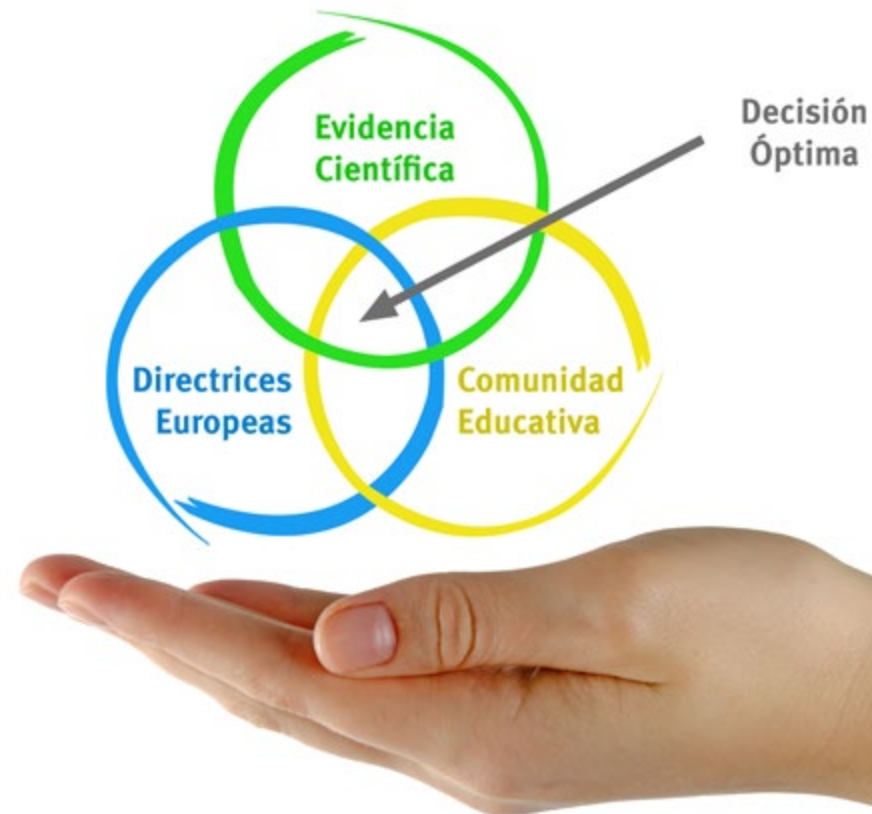 Evidencia
Científica
Decisión
Óptima
Directrices
Europeas
Comunidad
Educativa